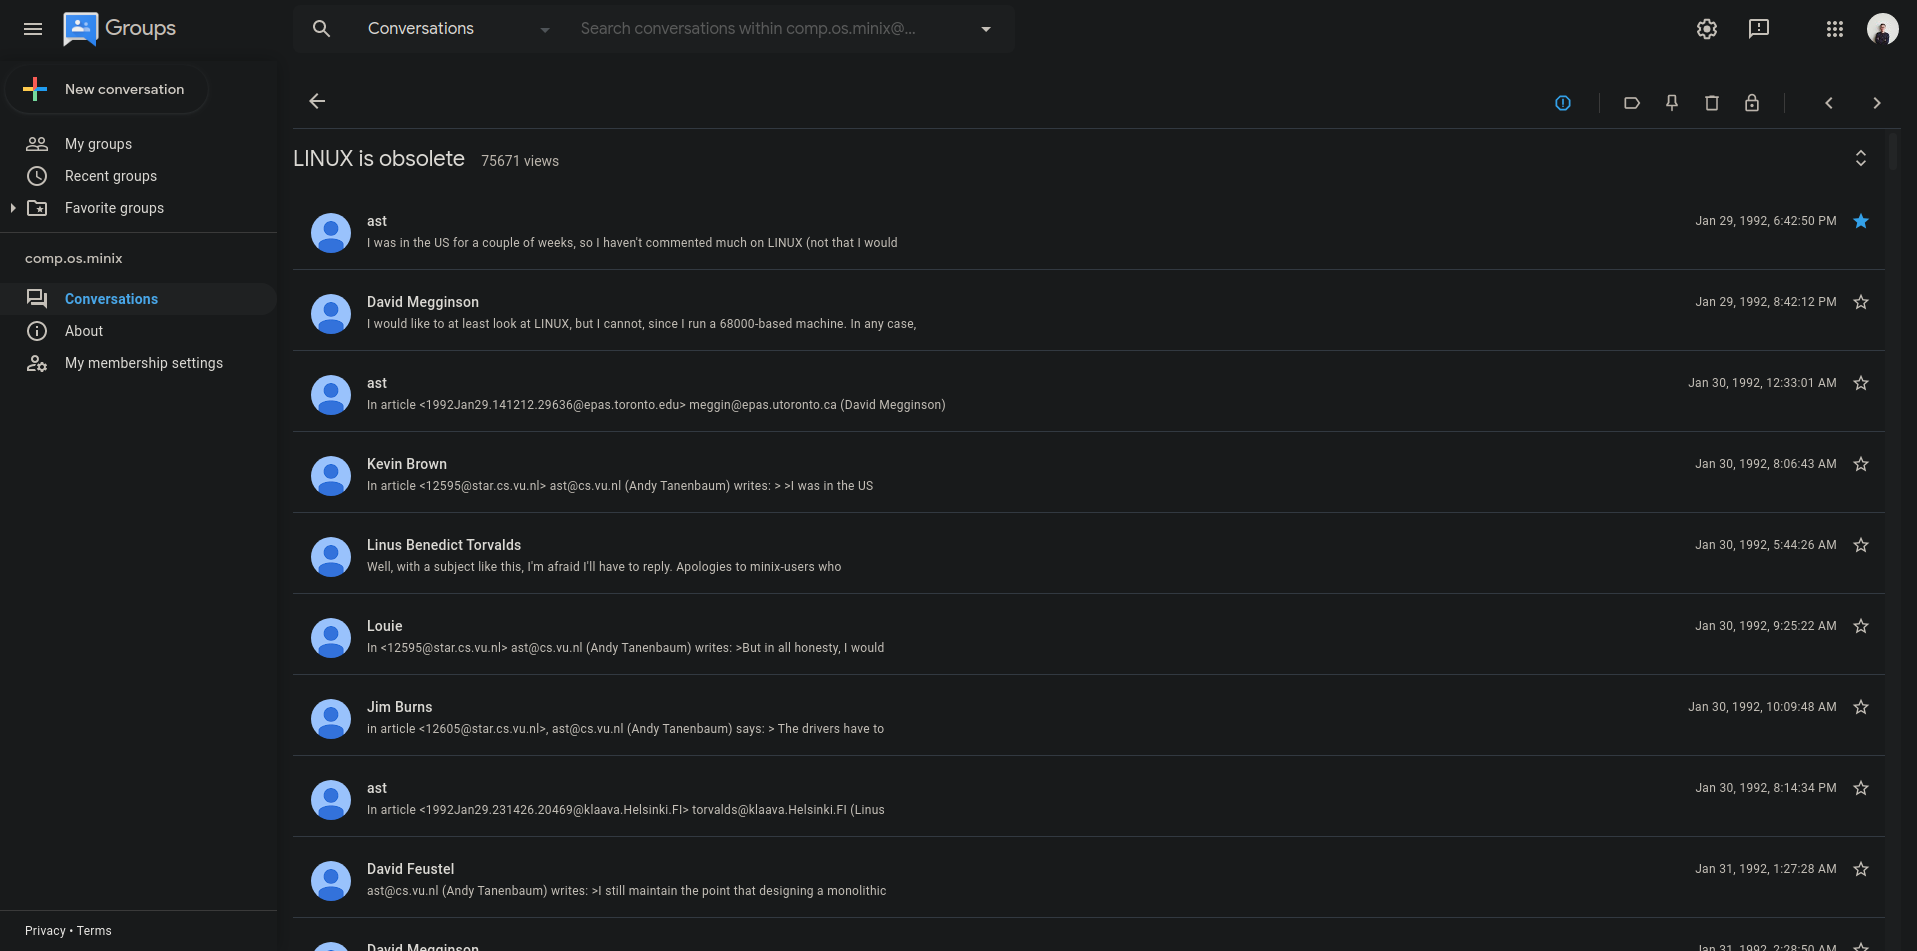 Groups
Conversations
Search conversations within comp.os.minix@...
New conversation
My groups
Recent groups
Favorite groups
comp.os.minix
Conversations
About
My membership settings
Privacy • Terms
LINUX is obsolete 75671 views
ast Jan 29, 1992, 6:42:50 PM
I was in the US for a couple of weeks, so I haven't commented much on LINUX (not that I would
David Megginson Jan 29, 1992, 8:42:12 PM
I would like to at least look at LINUX, but I cannot, since I run a 68000-based machine. In any case,
ast Jan 30, 1992, 12:33:01 AM
In article <1992Jan29.141212.29636@epas.toronto.edu> meggin@epas.utoronto.ca (David Megginson)
Kevin Brown Jan 30, 1992, 8:06:43 AM
In article <12595@star.cs.vu.nl> ast@cs.vu.nl (Andy Tanenbaum) writes: > >I was in the US
Linus Benedict Torvalds Jan 30, 1992, 5:44:26 AM
Well, with a subject like this, I'm afraid I'll have to reply. Apologies to minix-users who
Louie Jan 30, 1992, 9:25:22 AM
In <12595@star.cs.vu.nl> ast@cs.vu.nl (Andy Tanenbaum) writes: >But in all honesty, I would
Jim Burns Jan 30, 1992, 10:09:48 AM
in article <12605@star.cs.vu.nl>, ast@cs.vu.nl (Andy Tanenbaum) says: > The drivers have to
ast Jan 30, 1992, 8:14:34 PM
In article <1992Jan29.231426.20469@klaava.Helsinki.FI> torvalds@klaava.Helsinki.FI (Linus
David Feustel Jan 31, 1992, 1:27:28 AM
ast@cs.vu.nl (Andy Tanenbaum) writes: >I still maintain the point that designing a monolithic
David Megginson Jan 31, 1992, 2:28:50 AM